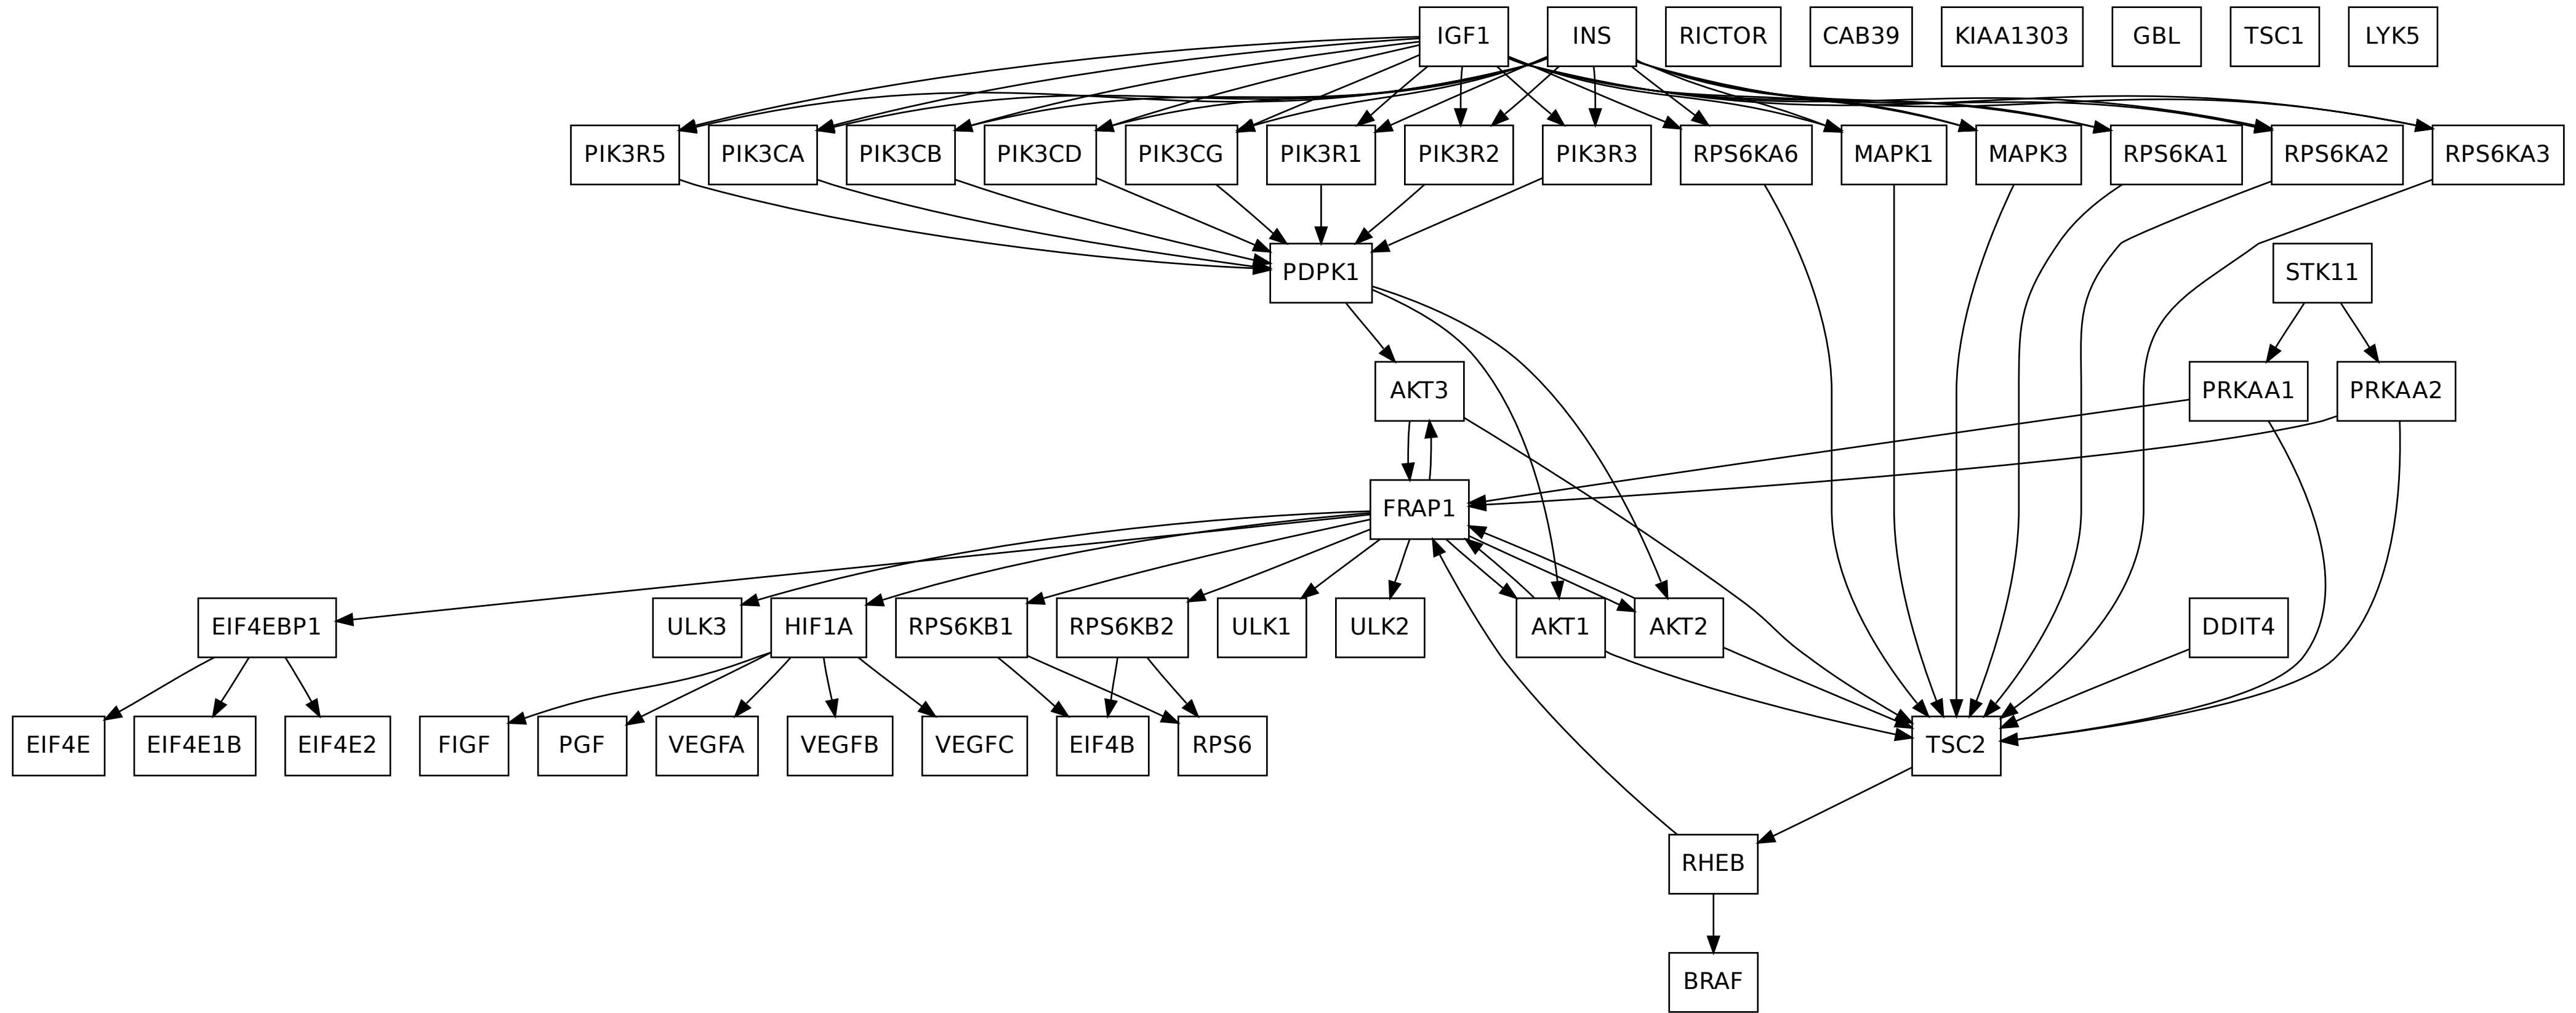 IGF1
INS
RICTOR
CAB39
KIAA1303
GBL
TSC1
LYK5
PIK3R5
PIK3CA
PIK3CB
PIK3CD
PIK3CG
PIK3R1
PIK3R2
PIK3R3
RPS6KA6
MAPK1
MAPK3
RPS6KA1
RPS6KA2
RPS6KA3
PDPK1
STK11
AKT3
PRKAA1
PRKAA2
FRAP1
EIF4EBP1
ULK3
HIF1A
RPS6KB1
RPS6KB2
ULK1
ULK2
AKT1
AKT2
DDIT4
EIF4E
EIF4E1B
EIF4E2
FIGF
PGF
VEGFA
VEGFB
VEGFC
EIF4B
RPS6
TSC2
RHEB
BRAF